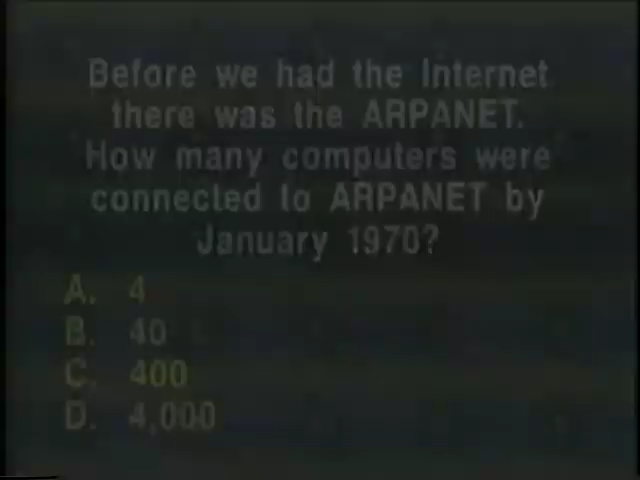 Before we had the Internet
there was the ARPANET.
How many computers were
connected to ARPANET by
January 1970?
A. 4
B. 40
C. 400
D. 4,000